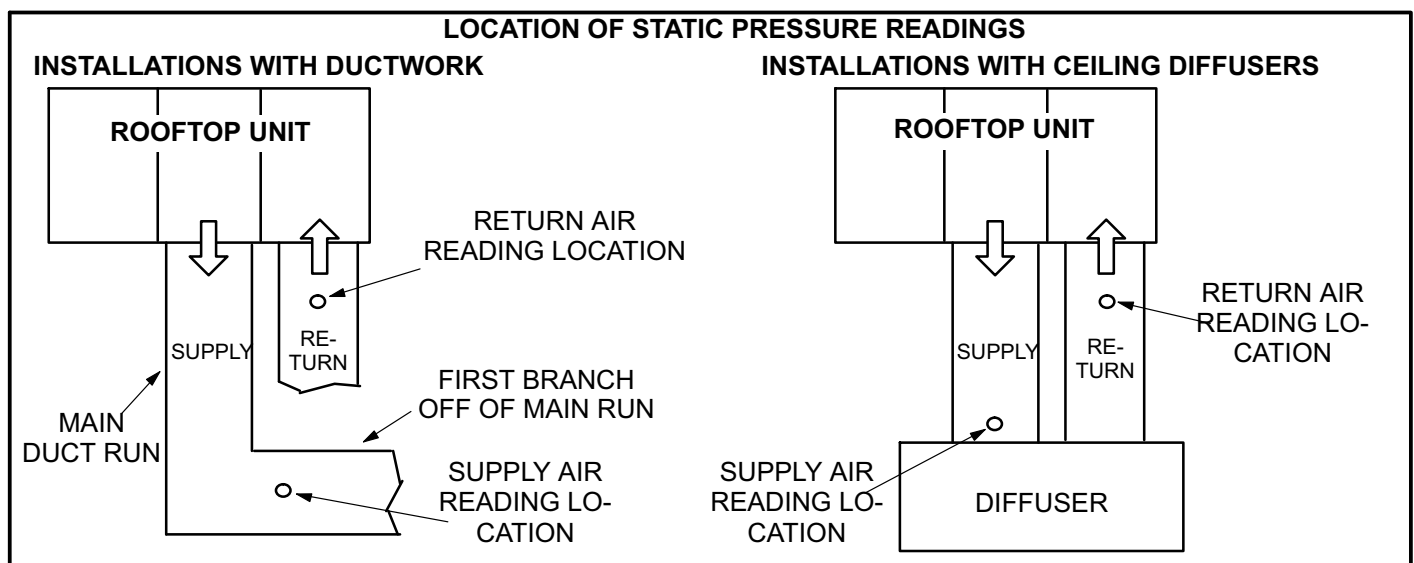 LOCATION OF STATIC PRESSURE READINGS
INSTALLATIONS WITH DUCTWORK
ROOFTOP UNIT
RETURN AIR
READING LOCATION
SUPPLY
RE-
TURN
MAIN
DUCT RUN
FIRST BRANCH
OFF OF MAIN RUN
SUPPLY AIR
READING LO-
CATION
INSTALLATIONS WITH CEILING DIFFUSERS
ROOFTOP UNIT
RETURN AIR
READING LO-
CATION
SUPPLY
RE-
TURN
SUPPLY AIR
READING LO-
CATION
DIFFUSER